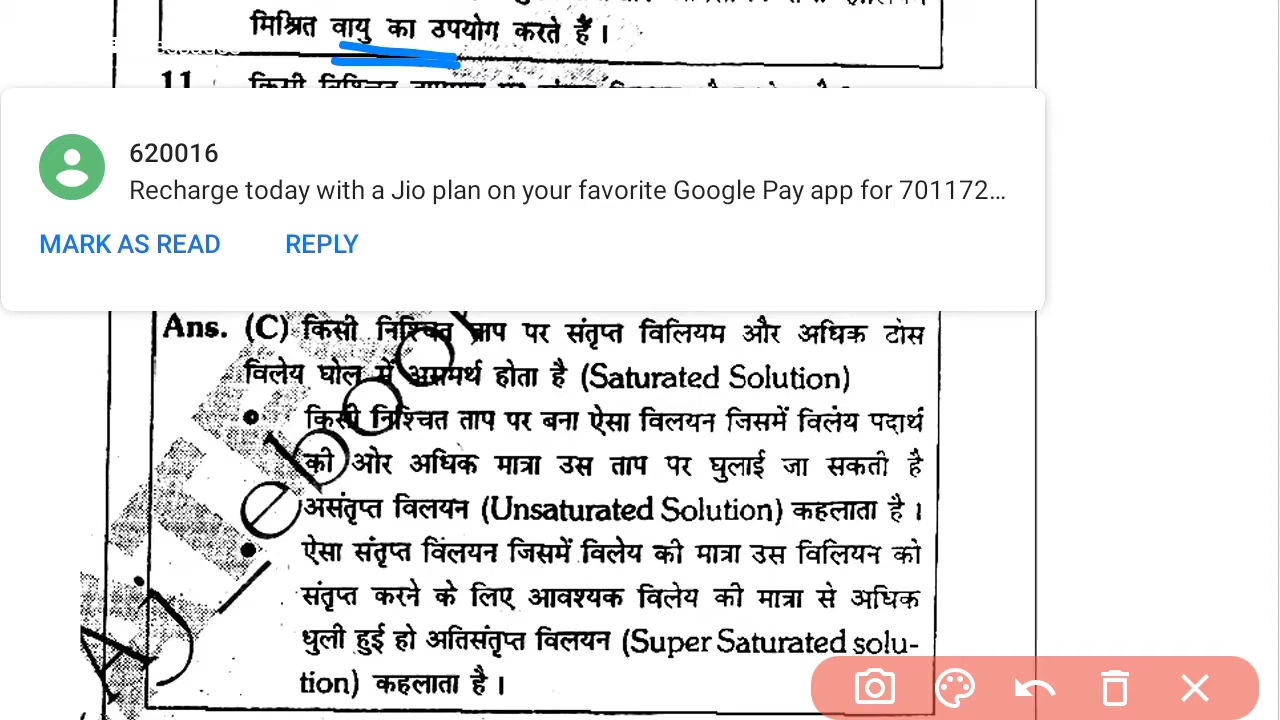 मिश्रित वायु का उपयोग करते हैं।
11
620016
Recharge today with a Jio plan on your favorite Google Pay app for 701172…
MARK AS READ
REPLY
Ans. (C) किसी निश्चित ताप पर संतृप्त विलियम और अधिक टोस
विलेय घोल में असमर्थ होता है (Saturated Solution)
• किसी निश्चित ताप पर बना ऐसा विलयन जिसमें विलेय पदार्थ
की ओर अधिक मात्रा उस ताप पर घुलाई जा सकती है
असंतृप्त विलयन (Unsaturated Solution) कहलाता है।
• ऐसा संतृप्त विलयन जिसमें विलेय की मात्रा उस विलियन को
संतृप्त करने के लिए आवश्यक विलेय की मात्रा से अधिक
धुली हुई हो अतिसंतृप्त विलयन (Super Saturated solu-
tion) कहलाता है।